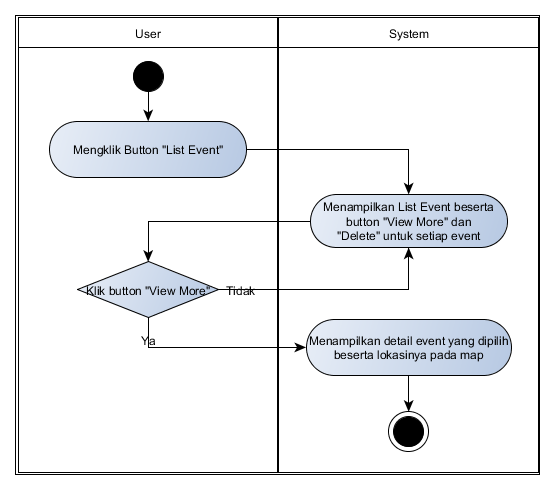 User
System
Mengklik Button "List Event"
Menampilkan List Event beserta
button "View More" dan
"Delete" untuk setiap event
Klik button "View More"
Tidak
Ya
Menampilkan detail event yang dipilih
beserta lokasinya pada map